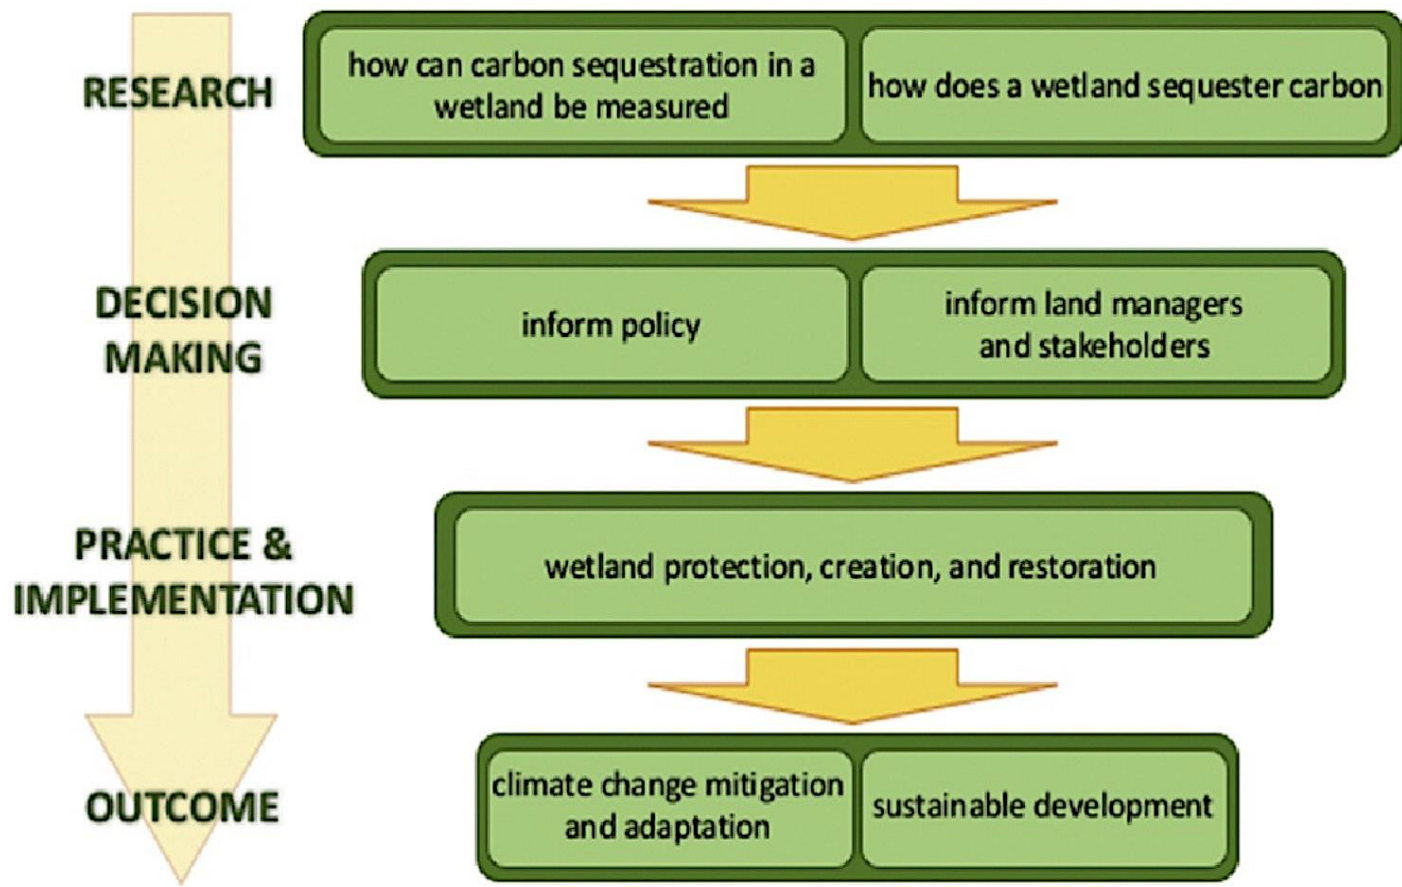 RESEARCH
how can carbon sequestration in a
wetland be measured
how does a wetland sequester carbon
DECISION
MAKING
inform policy
inform land managers
and stakeholders
PRACTICE &
IMPLEMENTATION
wetland protection, creation, and restoration
OUTCOME
climate change mitigation
and adaptation
sustainable development